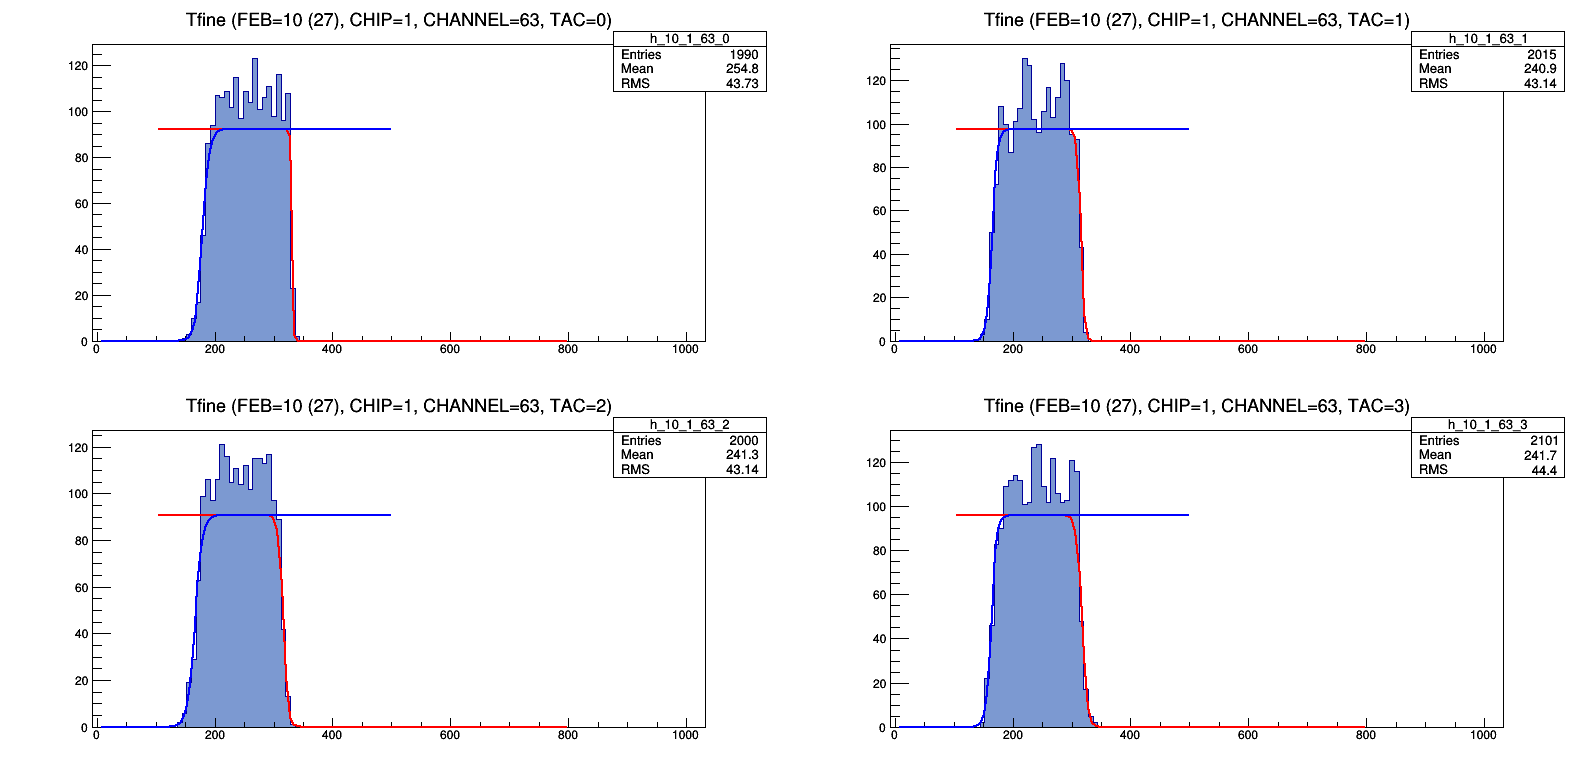 Tfine (FEB=10 (27), CHIP=1, CHANNEL=63, TAC=0)
h_10_1_63_0
Entries 1990
Mean 254.8
RMS 43.73
120
100
80
60
40
20
0
0 200 400 600 800 1000
Tfine (FEB=10 (27), CHIP=1, CHANNEL=63, TAC=1)
h_10_1_63_1
Entries 2015
Mean 240.9
RMS 43.14
120
100
80
60
40
20
0
0 200 400 600 800 1000
Tfine (FEB=10 (27), CHIP=1, CHANNEL=63, TAC=2)
h_10_1_63_2
Entries 2000
Mean 241.3
RMS 43.14
120
100
80
60
40
20
0
0 200 400 600 800 1000
Tfine (FEB=10 (27), CHIP=1, CHANNEL=63, TAC=3)
h_10_1_63_3
Entries 2101
Mean 241.7
RMS 44.4
120
100
80
60
40
20
0
0 200 400 600 800 1000